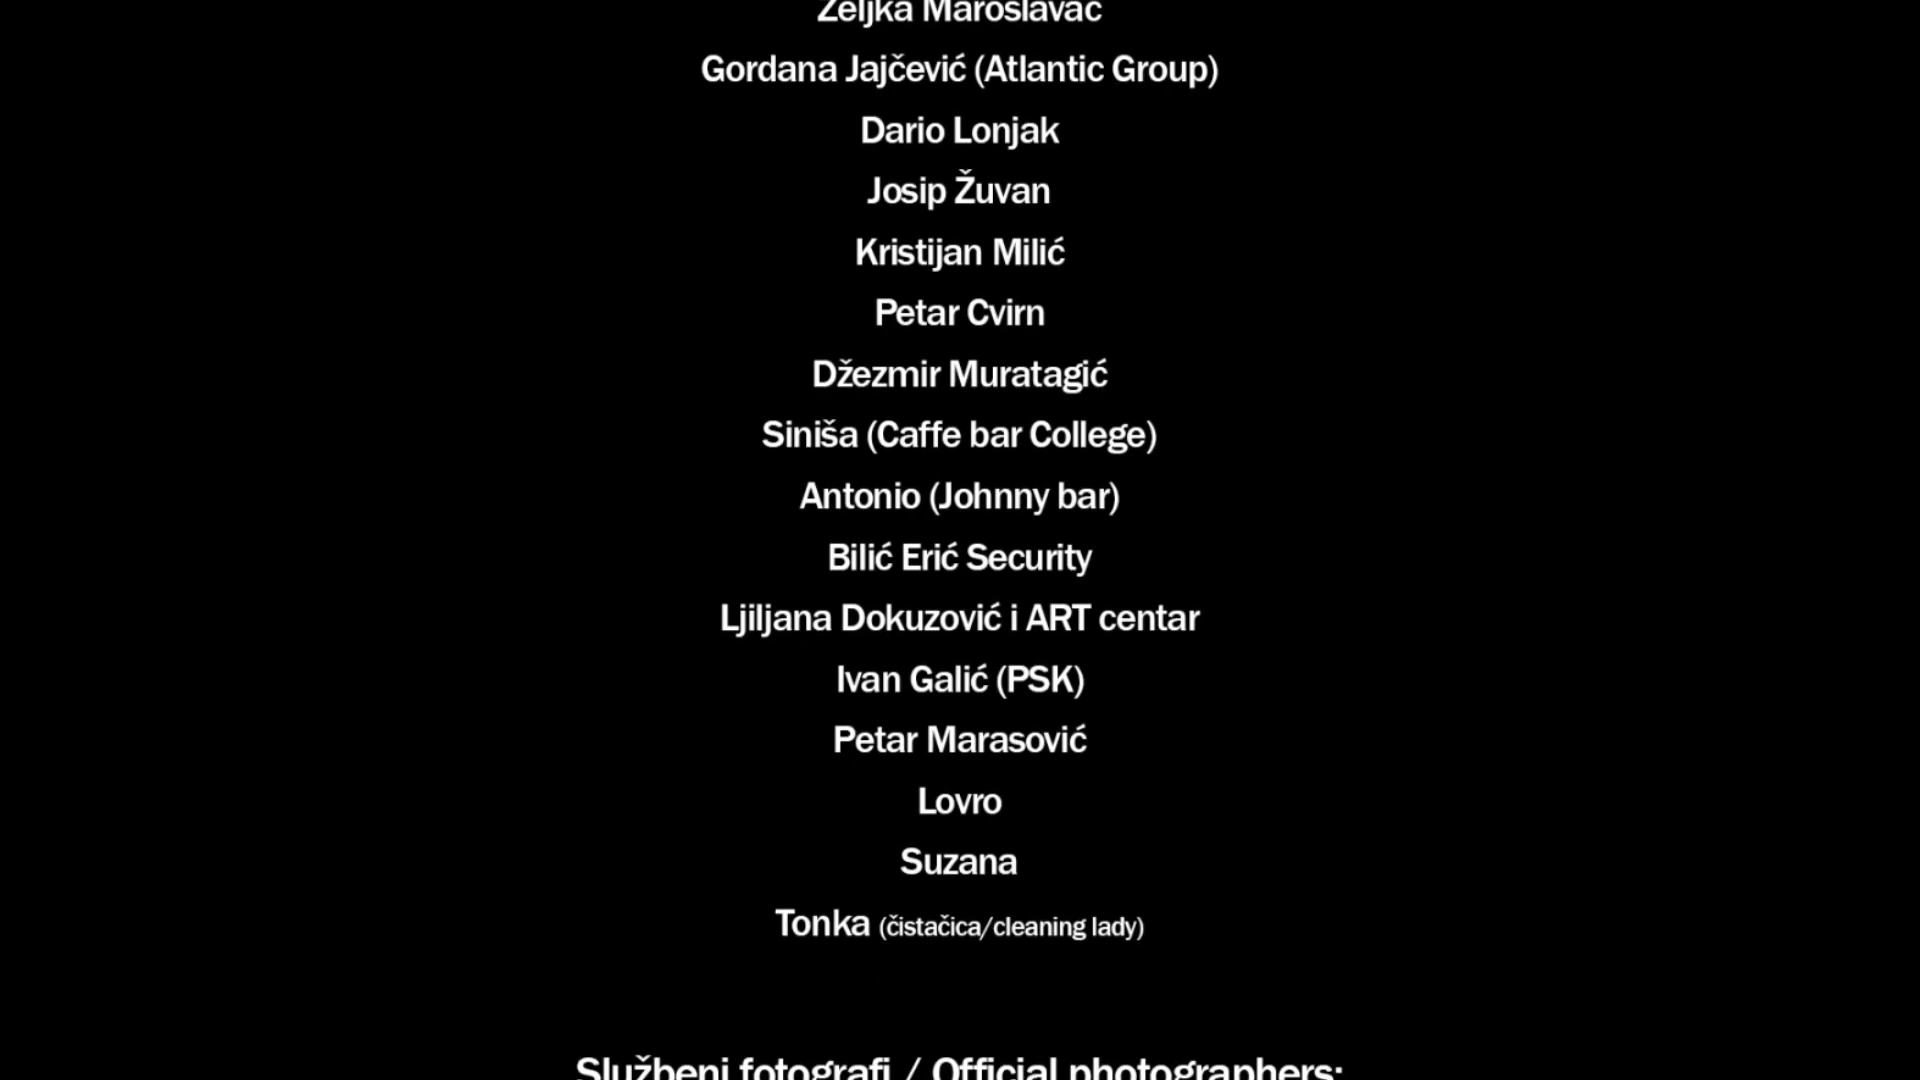 Željka Maroslavac
Gordana Jajčević (Atlantic Group)
Dario Lonjak
Josip Žuvan
Kristijan Milić
Petar Cvirn
Džezmir Muratagić
Siniša (Caffe bar College)
Antonio (Johnny bar)
Bilić Erić Security
Ljiljana Dokuzović i ART centar
Ivan Galić (PSK)
Petar Marasović
Lovro
Suzana
Tonka (čistačica/cleaning lady)
Službeni fotografi / Official photographers: